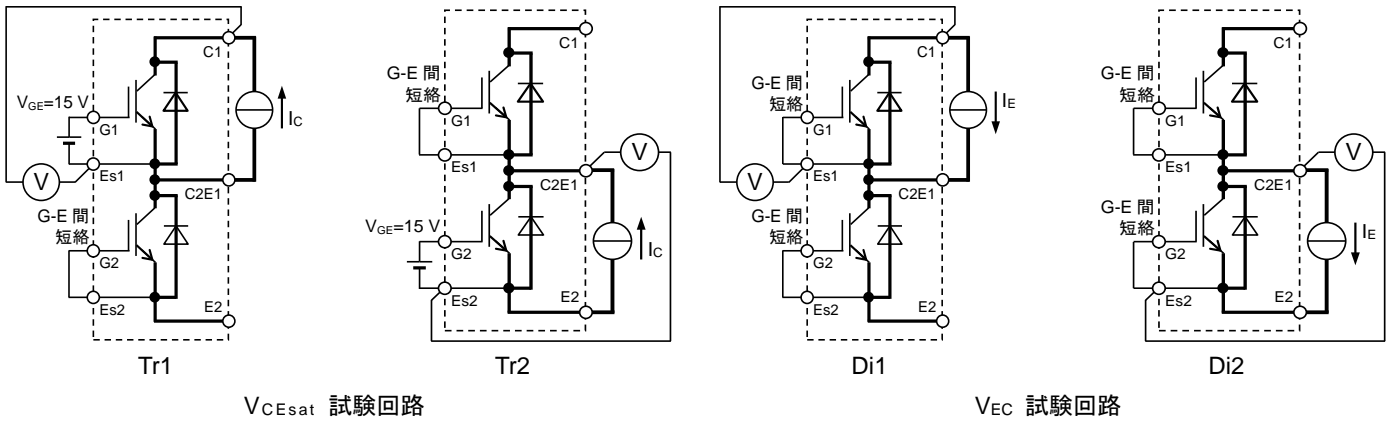 C1
V_GE=15 V
G1
I_C
Es1
V
C2E1
G-E 間
短絡
G2
Es2
E2
Tr1
C1
G-E 間
短絡
G1
Es1
V
C2E1
V_GE=15 V
G2
I_C
Es2
E2
Tr2
V_CEsat 試験回路
C1
G-E 間
短絡
G1
I_E
Es1
V
C2E1
G-E 間
短絡
G2
Es2
E2
Di1
C1
G-E 間
短絡
G1
Es1
V
C2E1
G-E 間
短絡
G2
I_E
Es2
E2
Di2
V_EC 試験回路